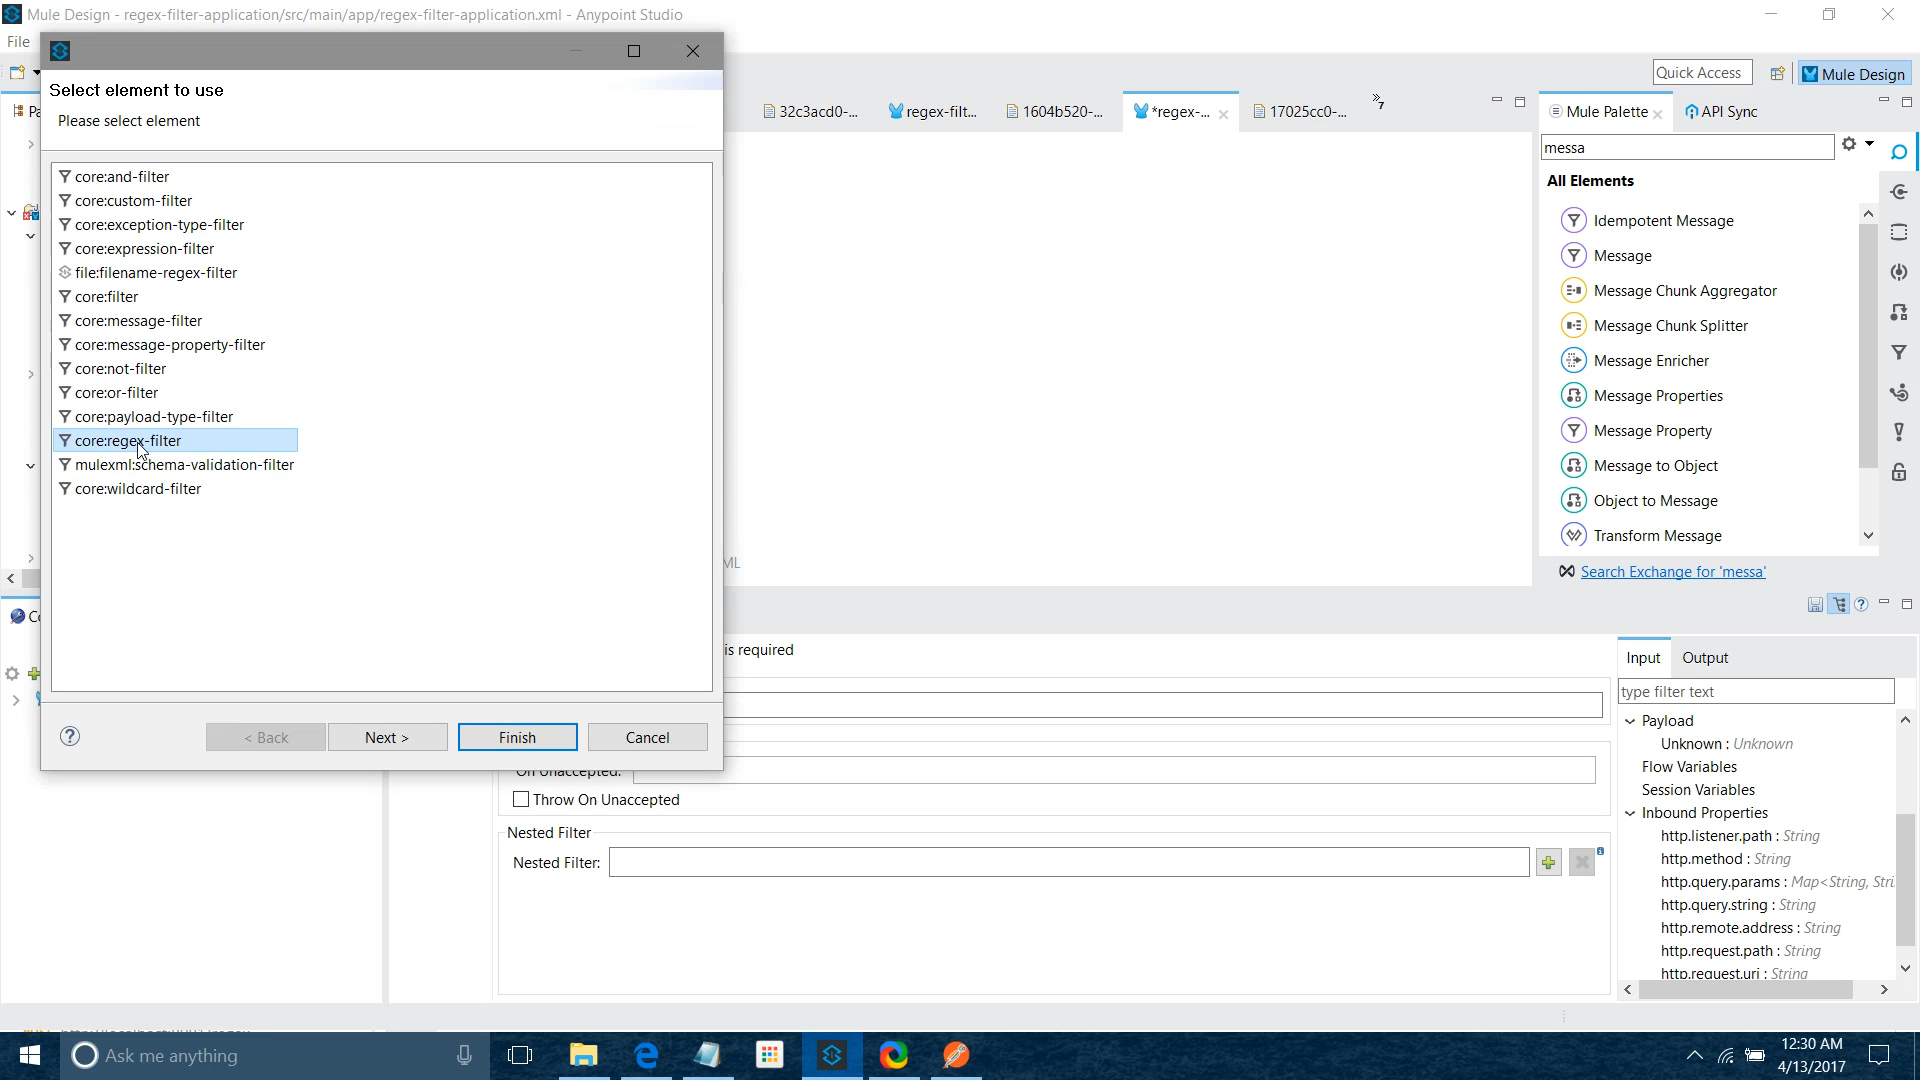 Mule Design - regex-filter-application/src/main/app/regex-filter-application.xml - Anypoint Studio
File
Quick Access
Mule Design
Select element to use
Please select element
core:and-filter
core:custom-filter
core:exception-type-filter
core:expression-filter
file:filename-regex-filter
core:filter
core:message-filter
core:message-property-filter
core:not-filter
core:or-filter
core:payload-type-filter
core:regex-filter
mulexml:schema-validation-filter
core:wildcard-filter
< Back
Next >
Finish
Cancel
Pa
32c3acd0-...
regex-filt...
1604b520-...
*regex-...
17025cc0-...
7
Mule Palette
API Sync
messa
All Elements
Idempotent Message
Message
Message Chunk Aggregator
Message Chunk Splitter
Message Enricher
Message Properties
Message Property
Message to Object
Object to Message
Transform Message
Search Exchange for 'messa'
ML
Co
is required
On Unaccepted:
Throw On Unaccepted
Nested Filter
Nested Filter:
Input
Output
type filter text
Payload
Unknown : Unknown
Flow Variables
Session Variables
Inbound Properties
http.listener.path : String
http.method : String
http.query.params : Map<String, Stri
http.query.string : String
http.remote.address : String
http.request.path : String
http.request.uri : String
Ask me anything
12:30 AM
4/13/2017